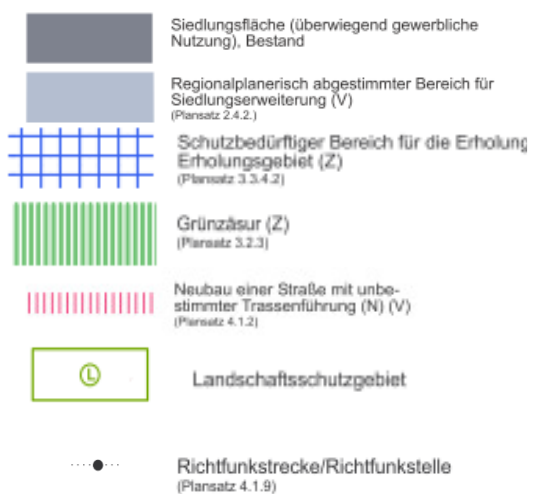 Siedlungsfläche (überwiegend gewerbliche
Nutzung), Bestand
Regionalplanerisch abgestimmter Bereich für
Siedlungserweiterung (V)
(Plansatz 2.4.2.)
Schutzbedürftiger Bereich für die Erholung
Erholungsgebiet (Z)
(Plansatz 3.3.4.2)
Grünzäsur (Z)
(Plansatz 3.2.3)
Neubau einer Straße mit unbe-
stimmter Trassenführung (N) (V)
(Plansatz 4.1.2)
L
Landschaftsschutzgebiet
Richtfunkstrecke/Richtfunkstelle
(Plansatz 4.1.9)